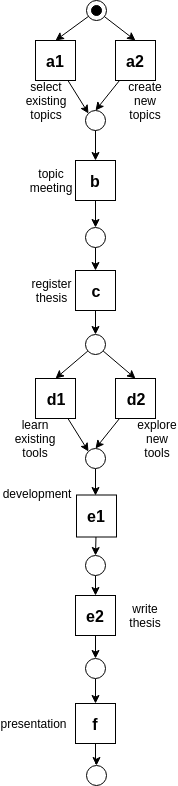 a1
a2
select
existing
topics
create
new
topics
b
topic
meeting
c
register
thesis
d1
d2
learn
existing
tools
explore
new
tools
development
e1
e2
write
thesis
f
presentation